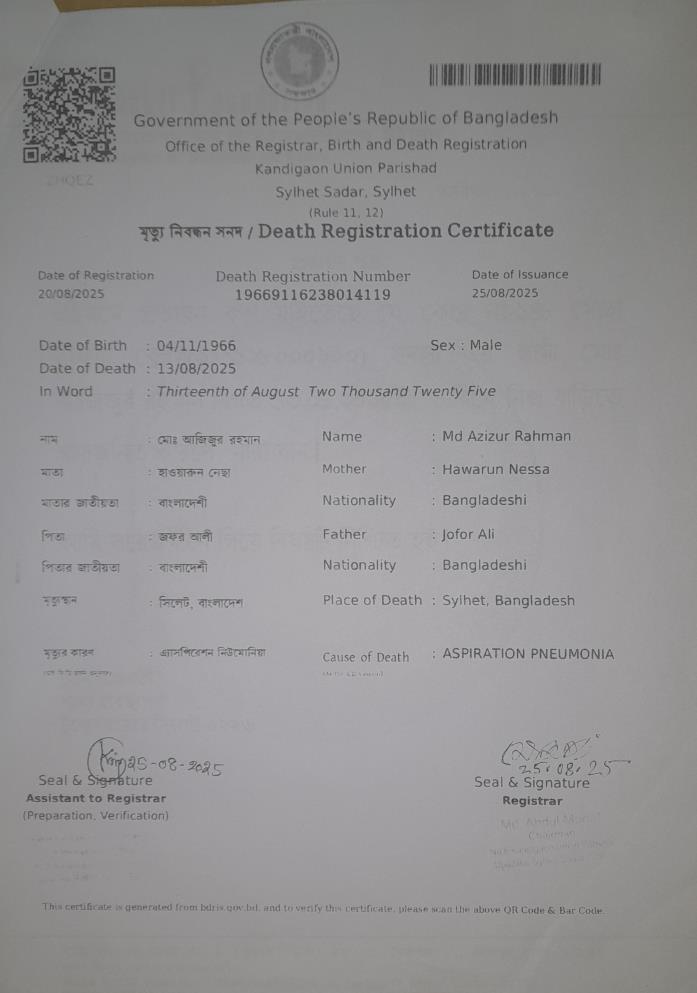 ZHQEZ
Government of the People's Republic of Bangladesh
Office of the Registrar, Birth and Death Registration
Kandigaon Union Parishad
Sylhet Sadar, Sylhet
(Rule 11, 12)
মৃত্যু নিবন্ধন সনদ / Death Registration Certificate
Date of Registration Death Registration Number Date of Issuance
20/08/2025 19669116238014119 25/08/2025
Date of Birth : 04/11/1966 Sex : Male
Date of Death : 13/08/2025
In Word : Thirteenth of August Two Thousand Twenty Five
নাম : মোঃ আজিজুর রহমান Name : Md Azizur Rahman
মাতা : হাওয়ারুন নেছা Mother : Hawarun Nessa
মাতার জাতীয়তা : বাংলাদেশী Nationality : Bangladeshi
পিতা : জফর আলী Father : Jofor Ali
পিতার জাতীয়তা : বাংলাদেশী Nationality : Bangladeshi
মৃত্যুস্থান : সিলেট, বাংলাদেশ Place of Death : Sylhet, Bangladesh
মৃত্যুর কারণ : এ্যাসপিরেশন নিউমোনিয়া Cause of Death : ASPIRATION PNEUMONIA
25-08-2025 25.08.25
Seal & Signature Seal & Signature
Assistant to Registrar Registrar
(Preparation, Verification)
Md. Abdul
Chairman
This certificate is generated from bdris.gov.bd, and to verify this certificate, please scan the above QR Code & Bar Code.